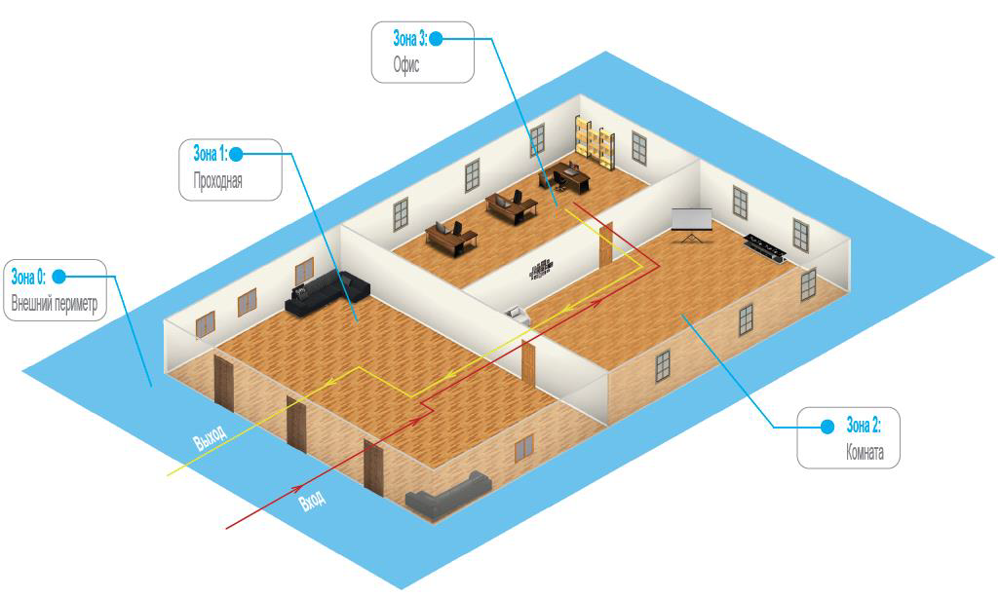 Зона 3:
Офис
Зона 1:
Проходная
Зона 0:
Внешний периметр
Зона 2:
Комната
Выход
Вход